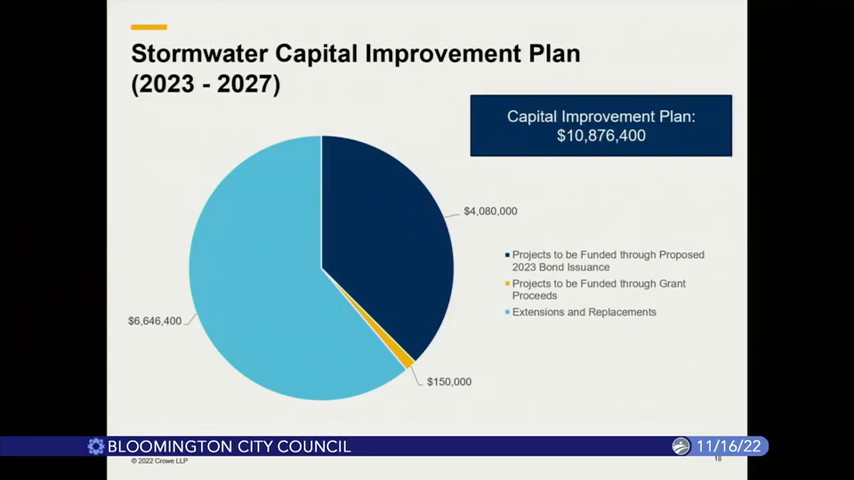 Stormwater Capital Improvement Plan
(2023 - 2027)
Capital Improvement Plan:
$10,876,400
$4,080,000
Projects to be Funded through Proposed
2023 Bond Issuance
Projects to be Funded through Grant
Proceeds
Extensions and Replacements
$6,646,400
$150,000
BLOOMINGTON CITY COUNCIL
11/16/22
© 2022 Crowe LLP
18